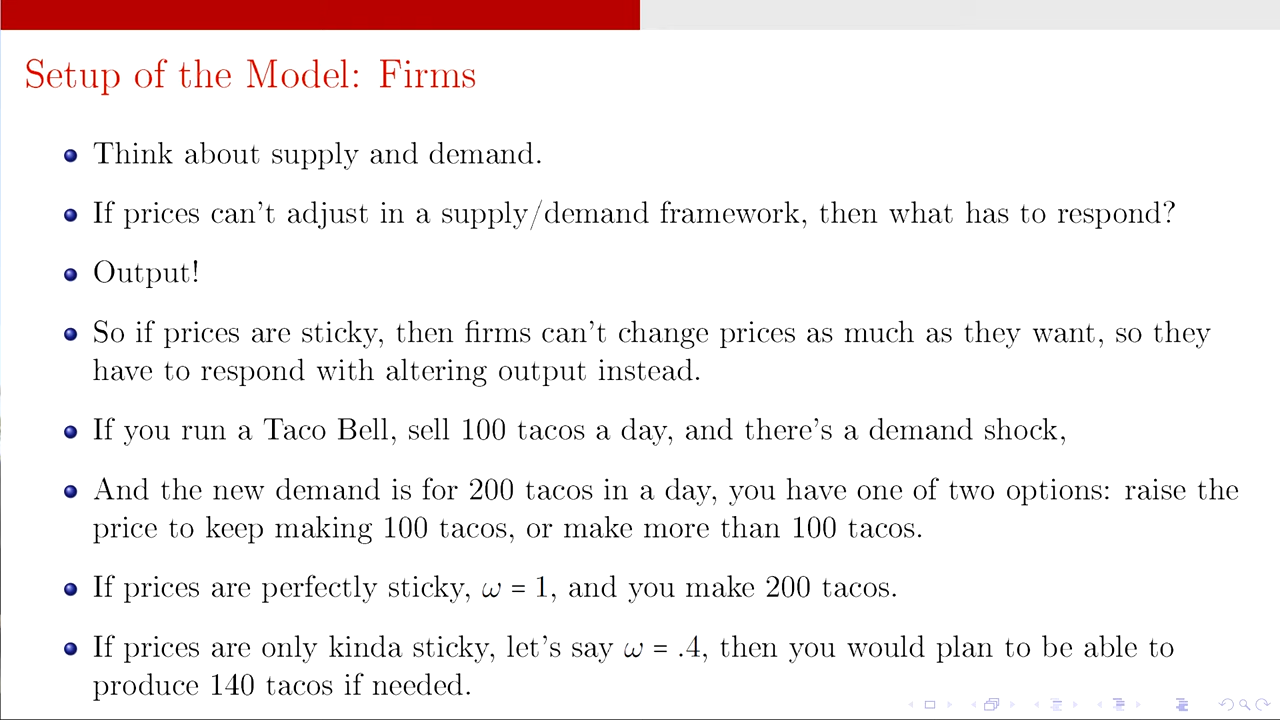 Setup of the Model: Firms
Think about supply and demand.
If prices can't adjust in a supply/demand framework, then what has to respond?
Output!
So if prices are sticky, then firms can't change prices as much as they want, so they
have to respond with altering output instead.
If you run a Taco Bell, sell 100 tacos a day, and there's a demand shock,
And the new demand is for 200 tacos in a day, you have one of two options: raise the
price to keep making 100 tacos, or make more than 100 tacos.
If prices are perfectly sticky, ω = 1, and you make 200 tacos.
If prices are only kinda sticky, let's say ω = .4, then you would plan to be able to
produce 140 tacos if needed.